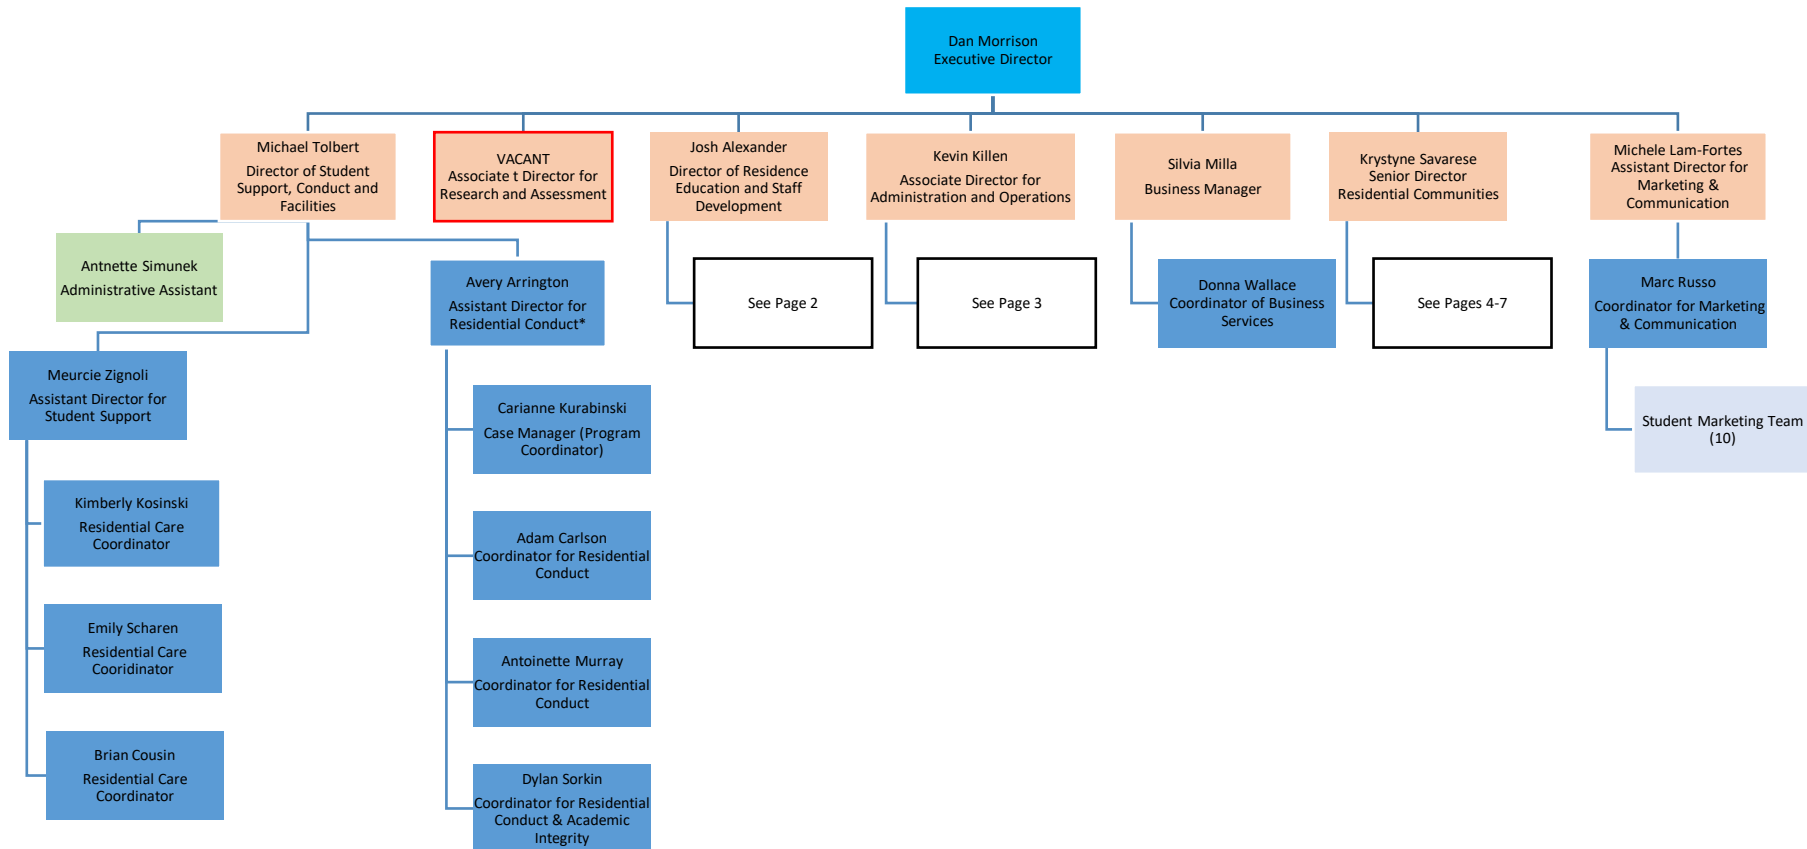 Dan Morrison
Executive Director
Michael Tolbert
Director of Student
Support, Conduct and
Facilities
VACANT
Associate t Director for
Research and Assessment
Josh Alexander
Director of Residence
Education and Staff
Development
Kevin Killen
Associate Director for
Administration and Operations
Silvia Milla
Business Manager
Krystyne Savarese
Senior Director
Residential Communities
Michele Lam-Fortes
Assistant Director for
Marketing &
Communication
Antnette Simunek
Administrative Assistant
Avery Arrington
Assistant Director for
Residential Conduct*
See Page 2
See Page 3
Donna Wallace
Coordinator of Business
Services
See Pages 4-7
Marc Russo
Coordinator for Marketing
& Communication
Meurcie Zignoli
Assistant Director for
Student Support
Carianne Kurabinski
Case Manager (Program
Coordinator)
Student Marketing Team
(10)
Kimberly Kosinski
Residential Care
Coordinator
Adam Carlson
Coordinator for Residential
Conduct
Emily Scharen
Residential Care
Cooridinator
Antoinette Murray
Coordinator for Residential
Conduct
Brian Cousin
Residential Care
Coordinator
Dylan Sorkin
Coordinator for Residential
Conduct & Academic
Integrity